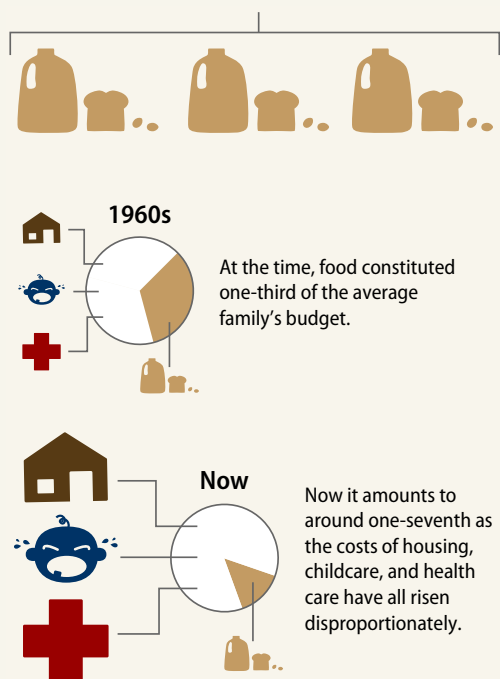 1960s
At the time, food constituted
one-third of the average
family’s budget.
Now
Now it amounts to
around one-seventh as
the costs of housing,
childcare, and health
care have all risen
disproportionately.